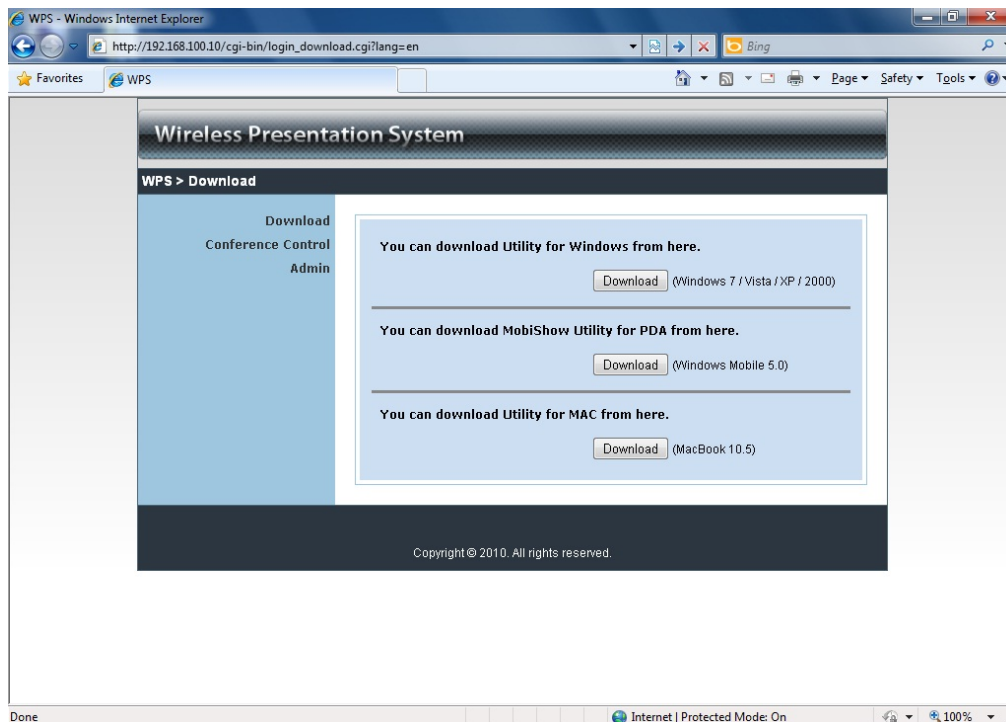 WPS - Windows Internet Explorer
http://192.168.100.10/cgi-bin/login_download.cgi?lang=en
Bing
Favorites
WPS
Page
Safety
Tools
Wireless Presentation System
WPS > Download
Download
Conference Control
Admin
You can download Utility for Windows from here.
Download (Windows 7 / Vista / XP / 2000)
You can download MobiShow Utility for PDA from here.
Download (Windows Mobile 5.0)
You can download Utility for MAC from here.
Download (MacBook 10.5)
Copyright © 2010. All rights reserved.
Done
Internet | Protected Mode: On
100%